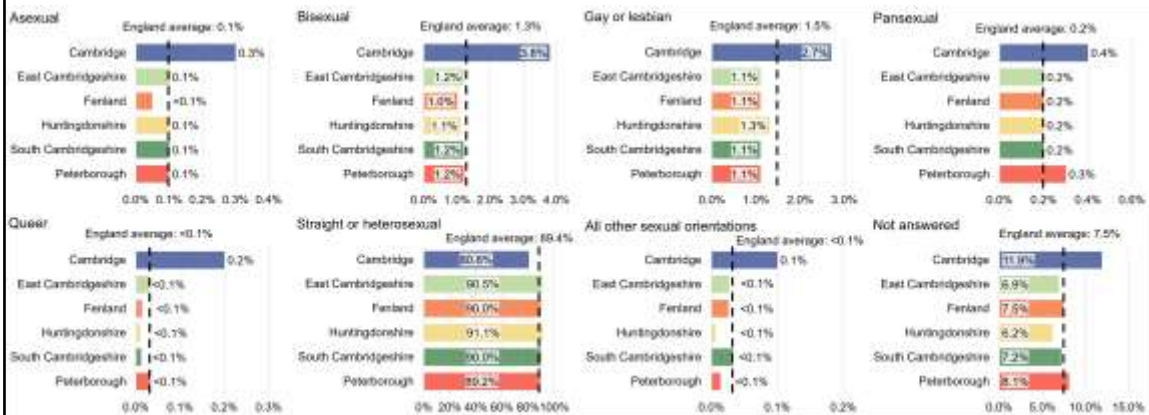 Asexual
England average: 0.1%
Cambridge 0.3%
East Cambridgeshire 0.1%
Fenland <0.1%
Huntingdonshire 0.1%
South Cambridgeshire 0.1%
Peterborough 0.1%
0.0% 0.1% 0.2% 0.3% 0.4%
Bisexual
England average: 1.3%
Cambridge 3.8%
East Cambridgeshire 1.2%
Fenland 1.0%
Huntingdonshire 1.1%
South Cambridgeshire 1.2%
Peterborough 1.2%
0.0% 1.0% 2.0% 3.0% 4.0%
Gay or lesbian
England average: 1.5%
Cambridge 2.7%
East Cambridgeshire 1.1%
Fenland 1.1%
Huntingdonshire 1.3%
South Cambridgeshire 1.1%
Peterborough 1.1%
0.0% 1.0% 2.0% 3.0%
Pansexual
England average: 0.2%
Cambridge 0.4%
East Cambridgeshire 0.2%
Fenland 0.2%
Huntingdonshire 0.2%
South Cambridgeshire 0.2%
Peterborough 0.3%
0.0% 0.2% 0.4% 0.6%
Queer
England average: <0.1%
Cambridge 0.2%
East Cambridgeshire <0.1%
Fenland <0.1%
Huntingdonshire <0.1%
South Cambridgeshire <0.1%
Peterborough <0.1%
0.0% 0.1% 0.2% 0.3%
Straight or heterosexual
England average: 89.4%
Cambridge 80.8%
East Cambridgeshire 90.5%
Fenland 90.0%
Huntingdonshire 91.1%
South Cambridgeshire 90.0%
Peterborough 89.2%
0% 20% 40% 60% 80% 100%
All other sexual orientations
England average: <0.1%
Cambridge 0.1%
East Cambridgeshire <0.1%
Fenland <0.1%
Huntingdonshire <0.1%
South Cambridgeshire <0.1%
Peterborough <0.1%
0.0% 0.1% 0.2%
Not answered
England average: 7.5%
Cambridge 11.9%
East Cambridgeshire 6.9%
Fenland 7.5%
Huntingdonshire 6.2%
South Cambridgeshire 7.2%
Peterborough 8.1%
0.0% 5.0% 10.0% 15.0%